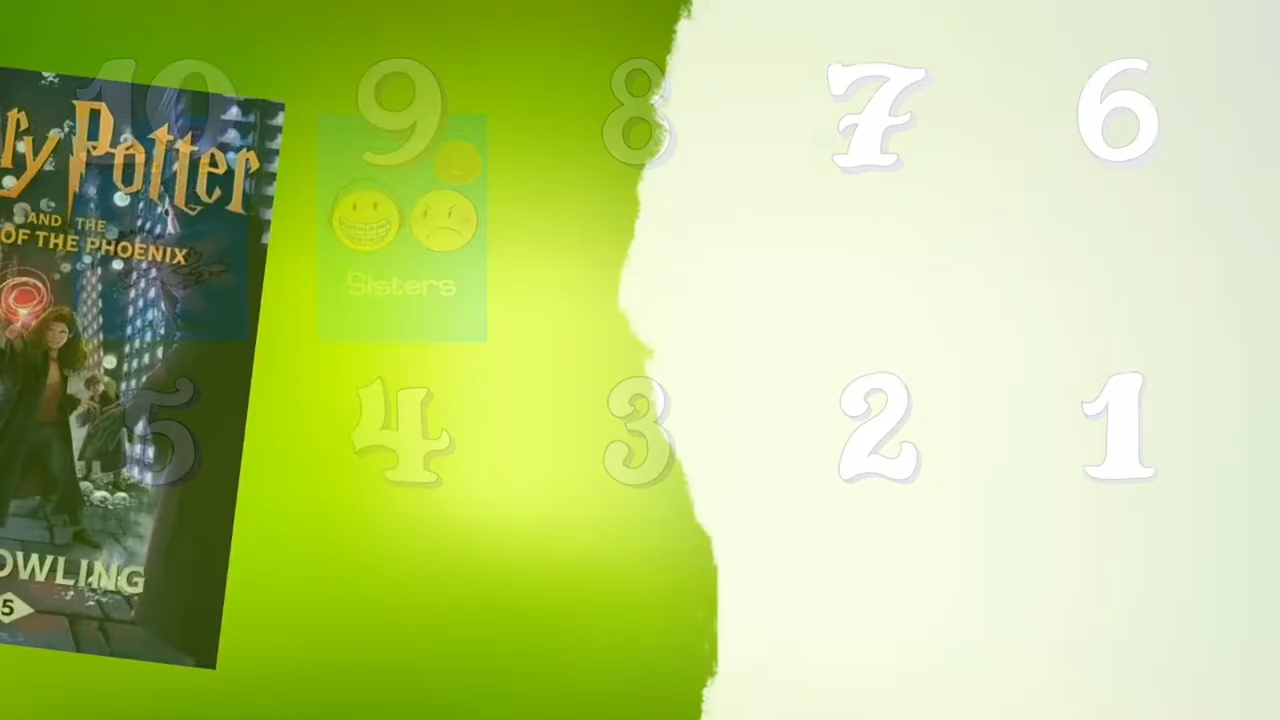 10 9 8 7 6
ry Potter
AND THE
OF THE PHOENIX
Sisters
5 4 3 2 1
OWLING
5